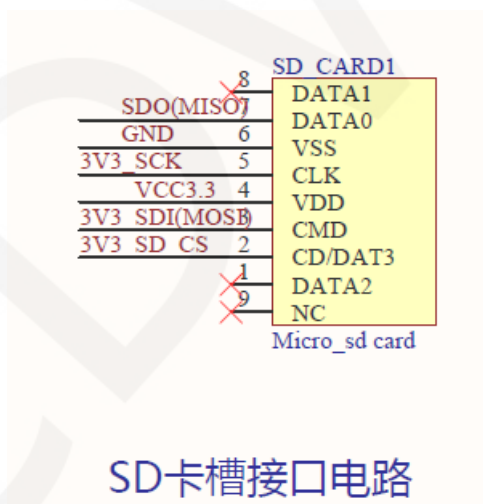 SD_CARD1
8 DATA1
SDO(MISO) 7 DATA0
GND 6 VSS
3V3_SCK 5 CLK
VCC3.3 4 VDD
3V3_SDI(MOSI) 3 CMD
3V3_SD_CS 2 CD/DAT3
1 DATA2
9 NC
Micro_sd card
SD卡槽接口电路